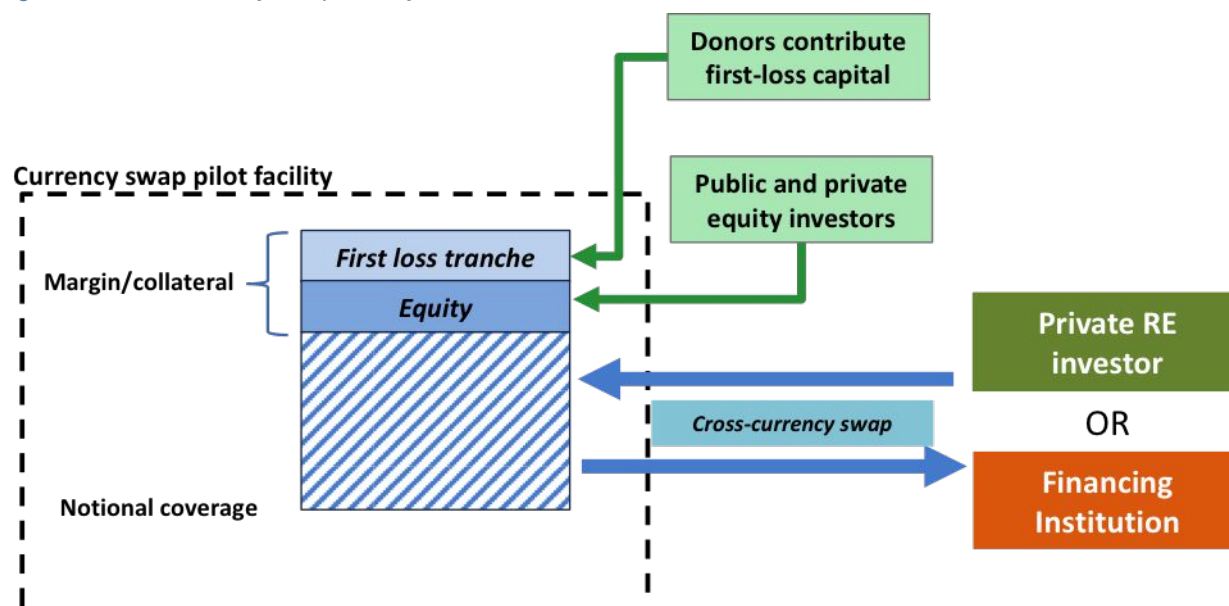 Donors contribute
first-loss capital
Currency swap pilot facility
Public and private
equity investors
First loss tranche
Margin/collateral
Equity
Private RE
investor
Cross-currency swap
OR
Financing
Institution
Notional coverage